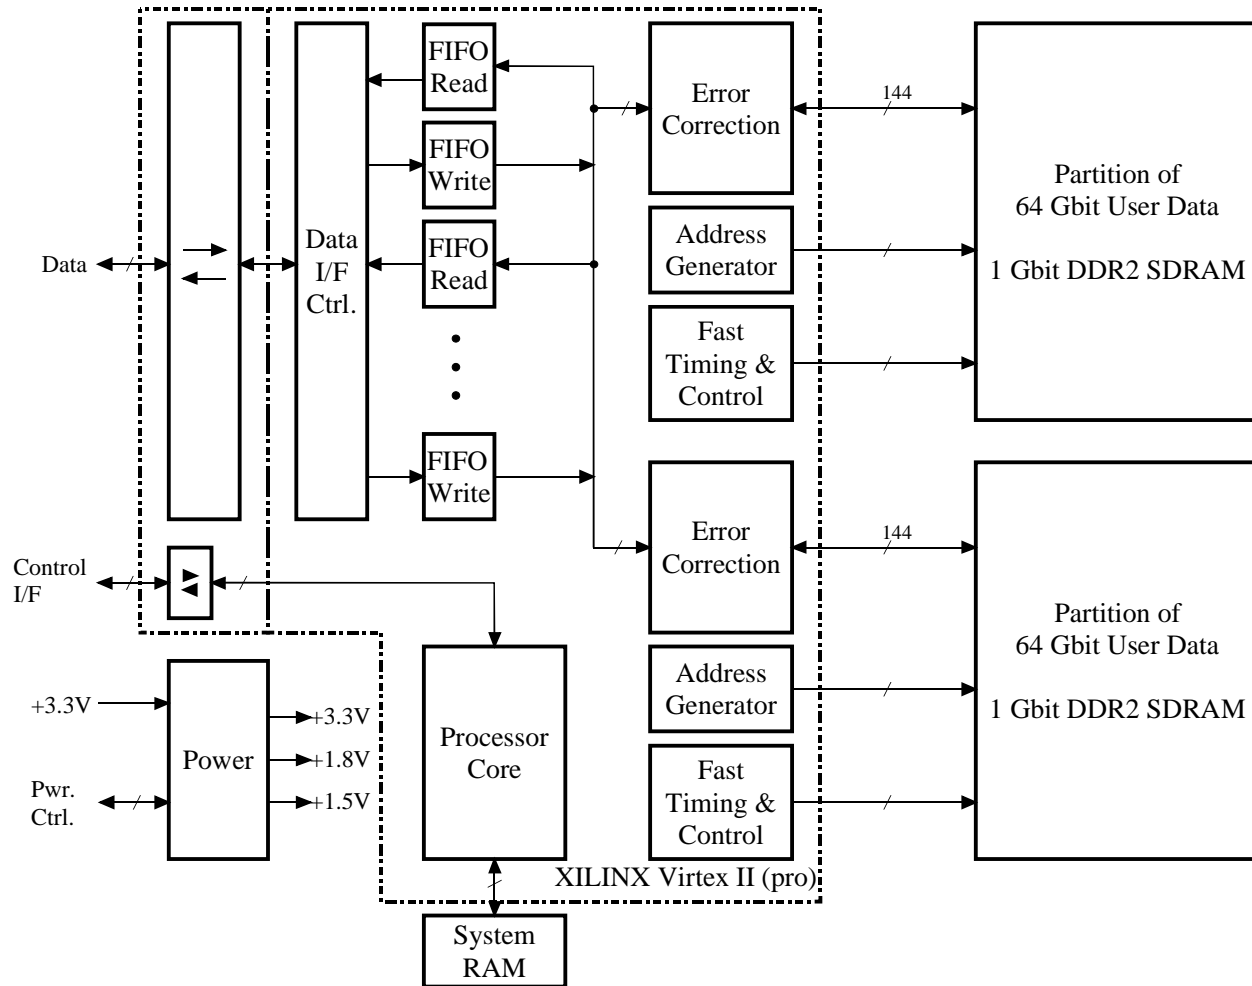 FIFO
Read
Error
Correction
144
FIFO
Write
Partition of
64 Gbit User Data
1 Gbit DDR2 SDRAM
Data
Data
I/F
Ctrl.
FIFO
Read
Address
Generator
Fast
Timing &
Control
FIFO
Write
Error
Correction
144
Control
I/F
Partition of
64 Gbit User Data
1 Gbit DDR2 SDRAM
Address
Generator
+3.3V
Pwr.
Ctrl.
Power
+3.3V
+1.8V
+1.5V
Processor
Core
Fast
Timing &
Control
XILINX Virtex II (pro)
System
RAM